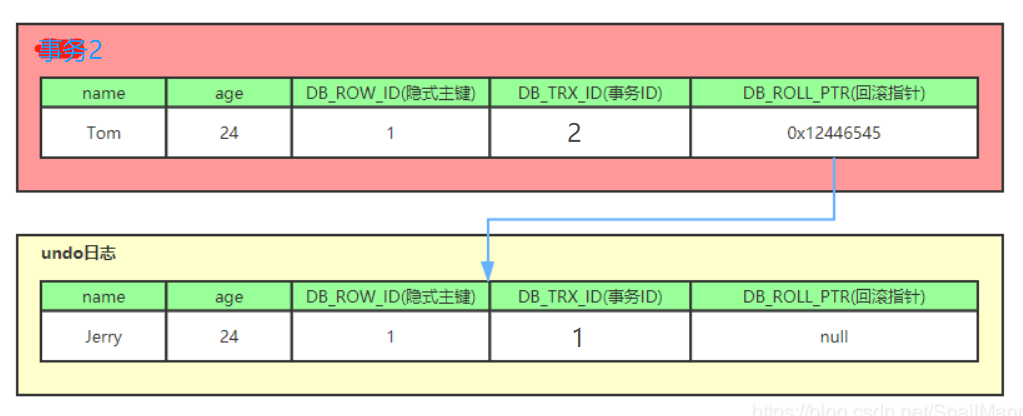 事务2
name age DB_ROW_ID(隐式主键) DB_TRX_ID(事务ID) DB_ROLL_PTR(回滚指针)
Tom 24 1 2 0x12446545
undo日志
name age DB_ROW_ID(隐式主键) DB_TRX_ID(事务ID) DB_ROLL_PTR(回滚指针)
Jerry 24 1 1 null
https://blog.csdn.net/SnailMann